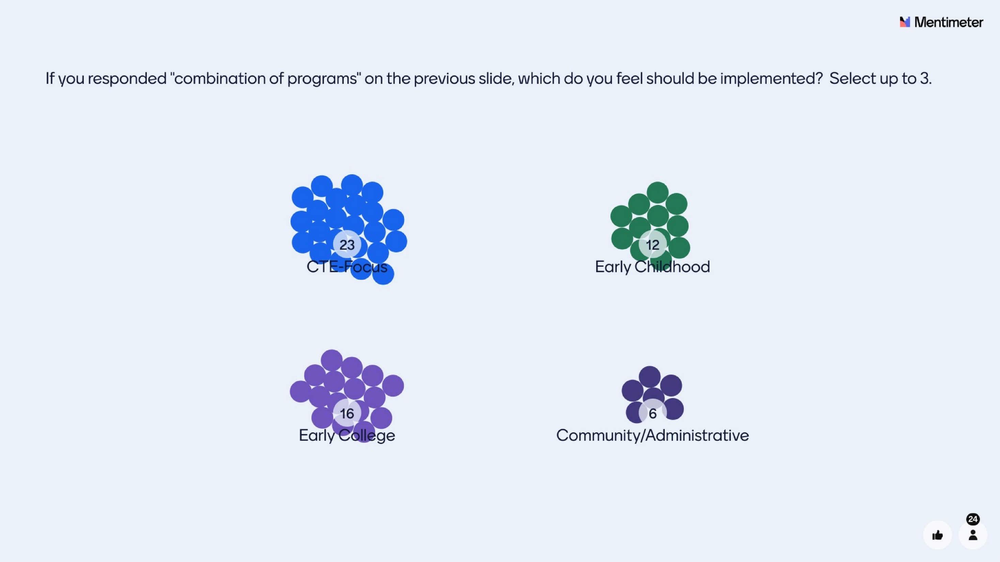 Mentimeter
If you responded "combination of programs" on the previous slide, which do you feel should be implemented?  Select up to 3.
23
CTE-Focus
12
Early Childhood
16
Early College
6
Community/Administrative
24